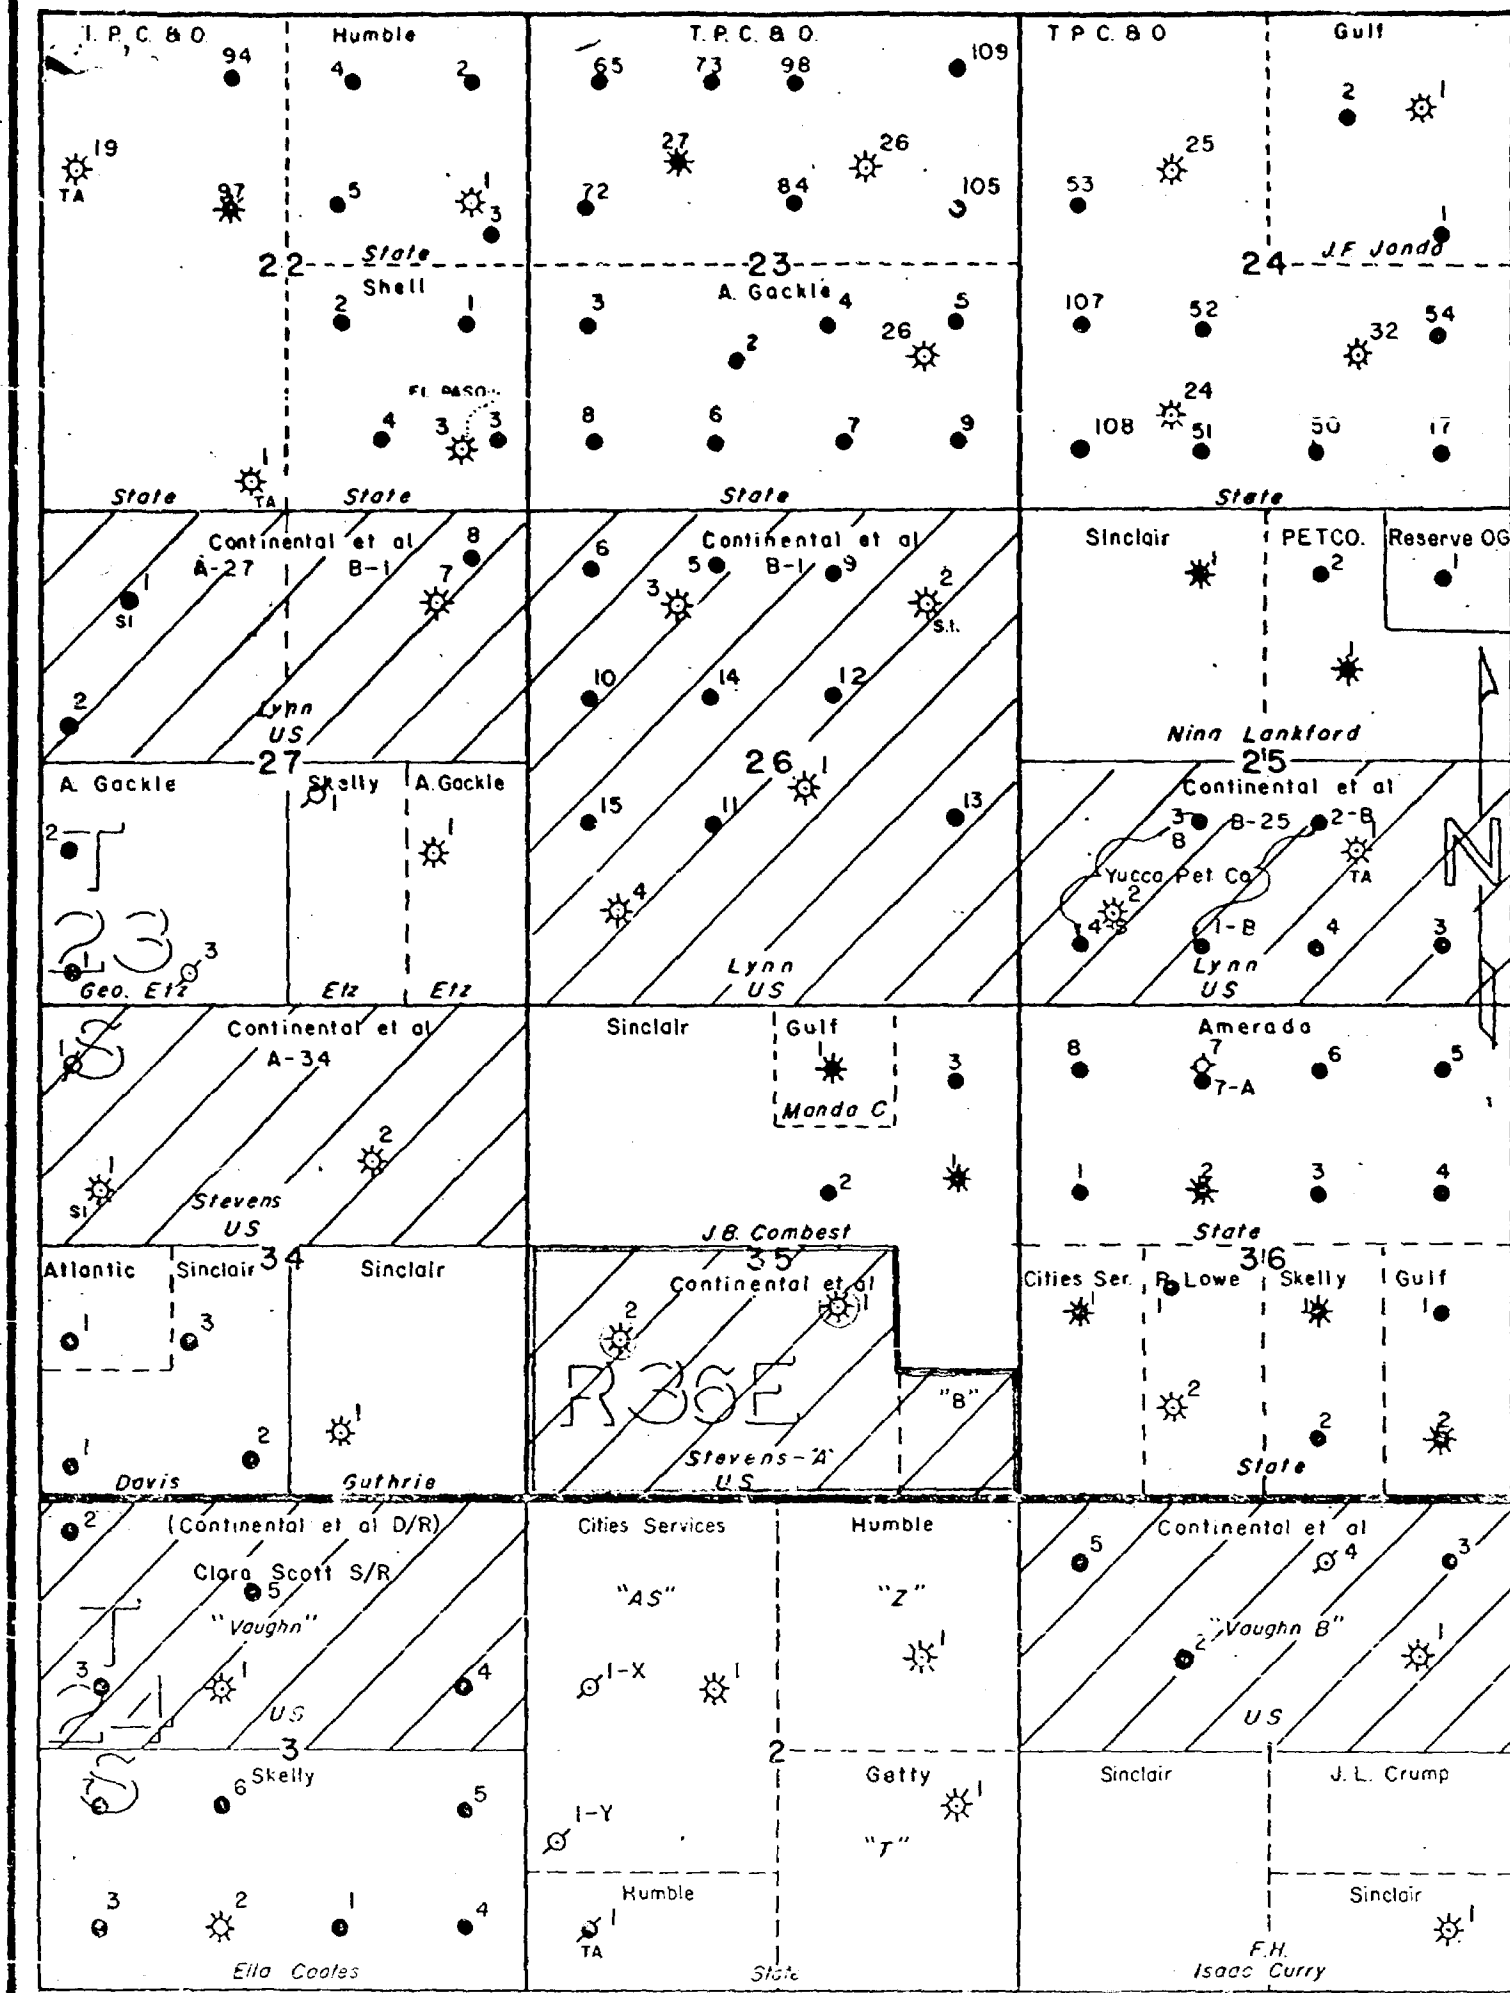 T. P. C. & O.
94
19
TA
97
1
TA
State
Humble
4
2
5
1
3
State
22
Shell
2
1
EL PASO
4
3
3
State
T. P. C. & O.
65
73
98
109
27
26
72
84
105
23
A. Gackle
3
4
5
2
26
8
6
7
9
State
T P C. & O
25
53
Gulf
2
1
1
J.F. Janda
24
107
52
54
32
24
108
51
50
17
State
Continental et al
A-27
B-1
8
1
SI
7
2
Lynn
US
27
Continental et al
B-1
6
5
9
3
2
S.I.
10
14
12
26
1
15
11
13
4
Lynn
US
Sinclair
1
PETCO.
2
1
Reserve OG
1
Nina Lankford
25
Continental et al
3-B
B-25
2-B
1
TA
Yucca Pet Co
2
4-S
1-B
4
3
Lynn
US
N
A. Gackle
2
T
23
S
1
3
Geo. Etz
Skelly
1
Etz
A. Gackle
1
Etz
Continental et al
A-34
1
2
1
SI
Stevens
US
34
Sinclair
Gulf
1
Manda C
3
2
1
J.B. Combest
35
Amerada
8
7
7-A
6
5
1
2
3
4
State
36
Atlantic
1
Sinclair
3
1
2
Davis
Sinclair
1
Guthrie
Continental et al
2
1
R36E
"B"
Stevens-"A"
US
Cities Ser.
1
R. Lowe
1
2
Skelly
1
2
Gulf
1
2
State
(Continental et al D/R)
2
Clara Scott S/R
5
"Vaughn"
T
24
S
3
1
4
US
3
Cities Services
"AS"
1-X
1
1-Y
Humble
"Z"
1
2
Getty
1
"T"
Humble
1
TA
State
Continental et al
5
4
3
"Vaughn B"
2
1
US
Skelly
7
6
5
3
2
1
4
Ella Coates
Sinclair
J. L. Crump
Sinclair
1
F.H.
Isaac Curry